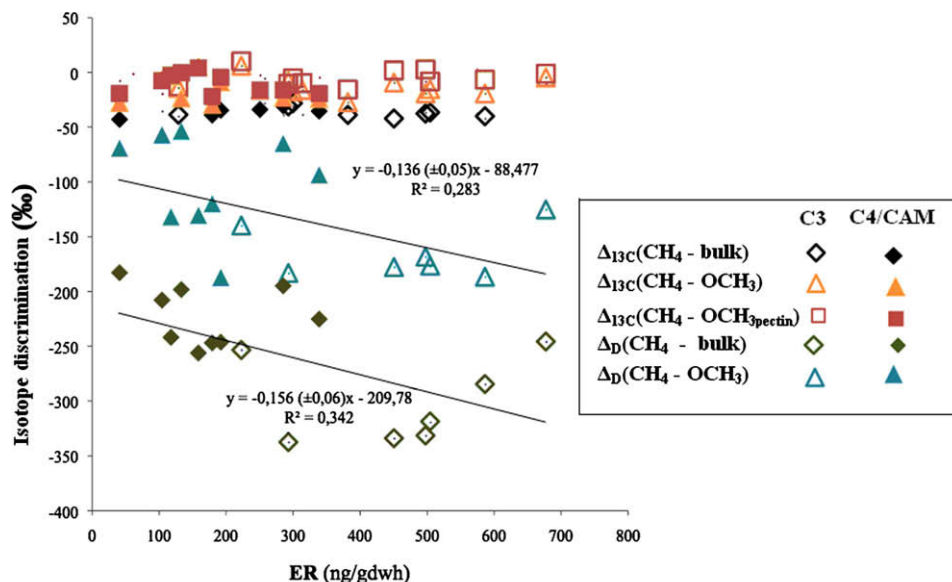 50
0
-50
-100
-150
-200
-250
-300
-350
-400
Isotope discrimination (‰)
0 100 200 300 400 500 600 700 800
ER (ng/gdwh)
y = -0,136 (±0,05)x - 88,477
R² = 0,283
y = -0,156 (±0,06)x - 209,78
R² = 0,342
C3 C4/CAM
Δ13C(CH4 - bulk)
Δ13C(CH4 - OCH3)
Δ13C(CH4 - OCH3pectin)
ΔD(CH4 - bulk)
ΔD(CH4 - OCH3)